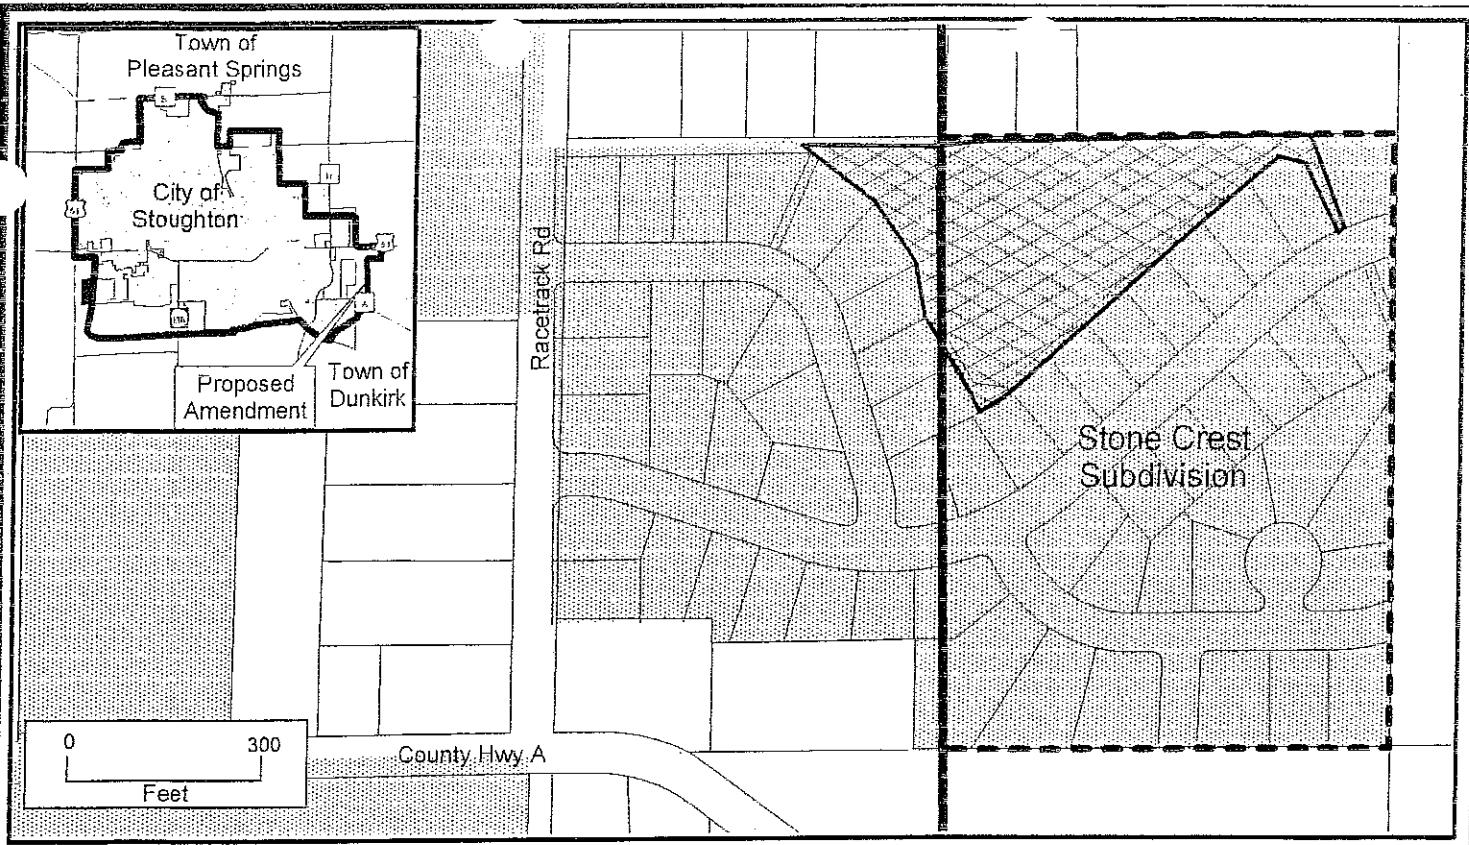 Town of
Pleasant Springs
City of
Stoughton
Proposed
Amendment
Town of
Dunkirk
Racetrack Rd
Stone Crest
Subdivision
0 300
Feet
County Hwy A